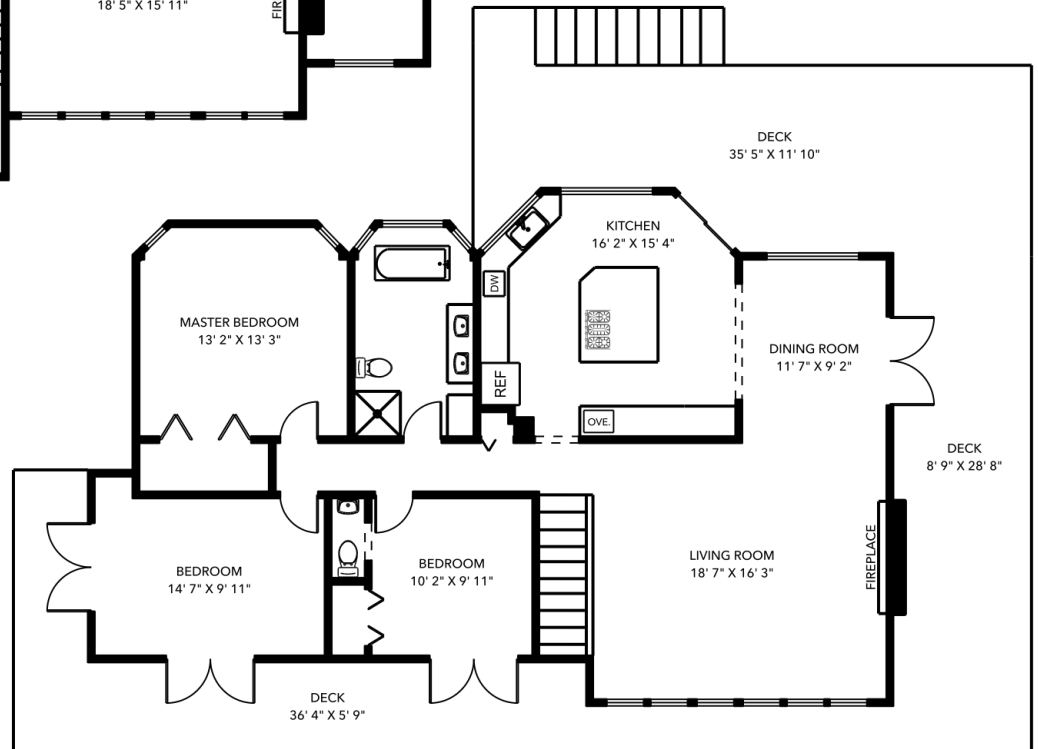 18' 5" X 15' 11"
FIR
DECK
35' 5" X 11' 10"
KITCHEN
16' 2" X 15' 4"
DW
MASTER BEDROOM
13' 2" X 13' 3"
DINING ROOM
11' 7" X 9' 2"
REF
OVE.
DECK
8' 9" X 28' 8"
LIVING ROOM
18' 7" X 16' 3"
FIREPLACE
BEDROOM
14' 7" X 9' 11"
BEDROOM
10' 2" X 9' 11"
DECK
36' 4" X 5' 9"